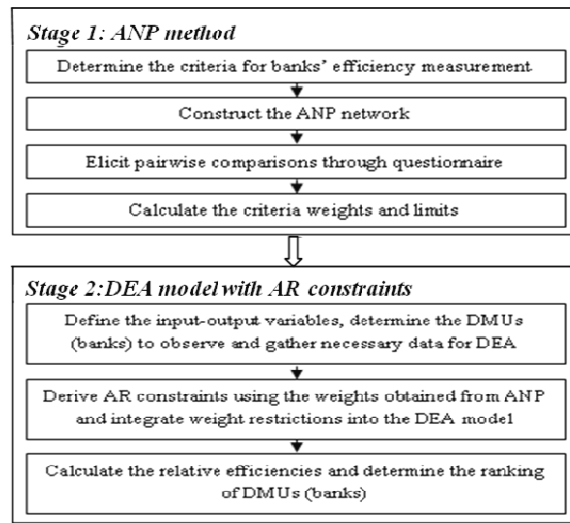 Stage 1: ANP method
Determine the criteria for banks' efficiency measurement
Construct the ANP network
Elicit pairwise comparisons through questionnaire
Calculate the criteria weights and limits
Stage 2:DEA model with AR constraints
Define the input-output variables, determine the DMUs
(banks) to observe and gather necessary data for DEA
Derive AR constraints using the weights obtained from ANP
and integrate weight restrictions into the DEA model
Calculate the relative efficiencies and determine the ranking
of DMUs (banks)